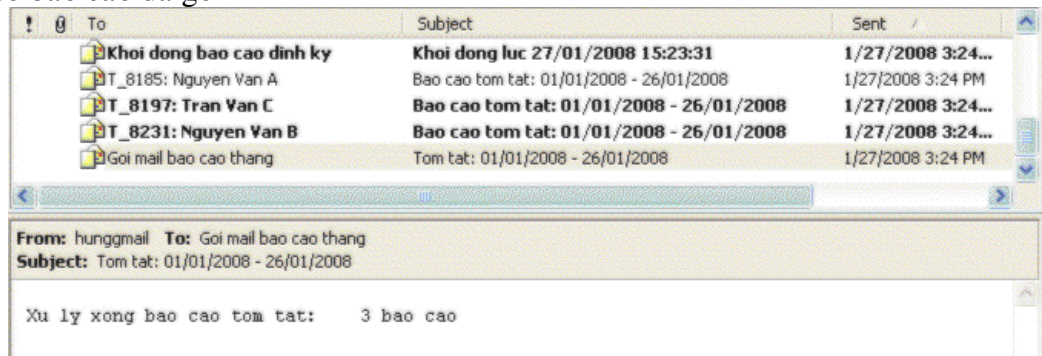 ! To Subject Sent
Khoi dong bao cao dinh ky Khoi dong luc 27/01/2008 15:23:31 1/27/2008 3:24...
T_8185: Nguyen Van A Bao cao tom tat: 01/01/2008 - 26/01/2008 1/27/2008 3:24 PM
T_8197: Tran Van C Bao cao tom tat: 01/01/2008 - 26/01/2008 1/27/2008 3:24...
T_8231: Nguyen Van B Bao cao tom tat: 01/01/2008 - 26/01/2008 1/27/2008 3:24...
Goi mail bao cao thang Tom tat: 01/01/2008 - 26/01/2008 1/27/2008 3:24 PM
From: hunggmail To: Goi mail bao cao thang
Subject: Tom tat: 01/01/2008 - 26/01/2008
Xu ly xong bao cao tom tat: 3 bao cao